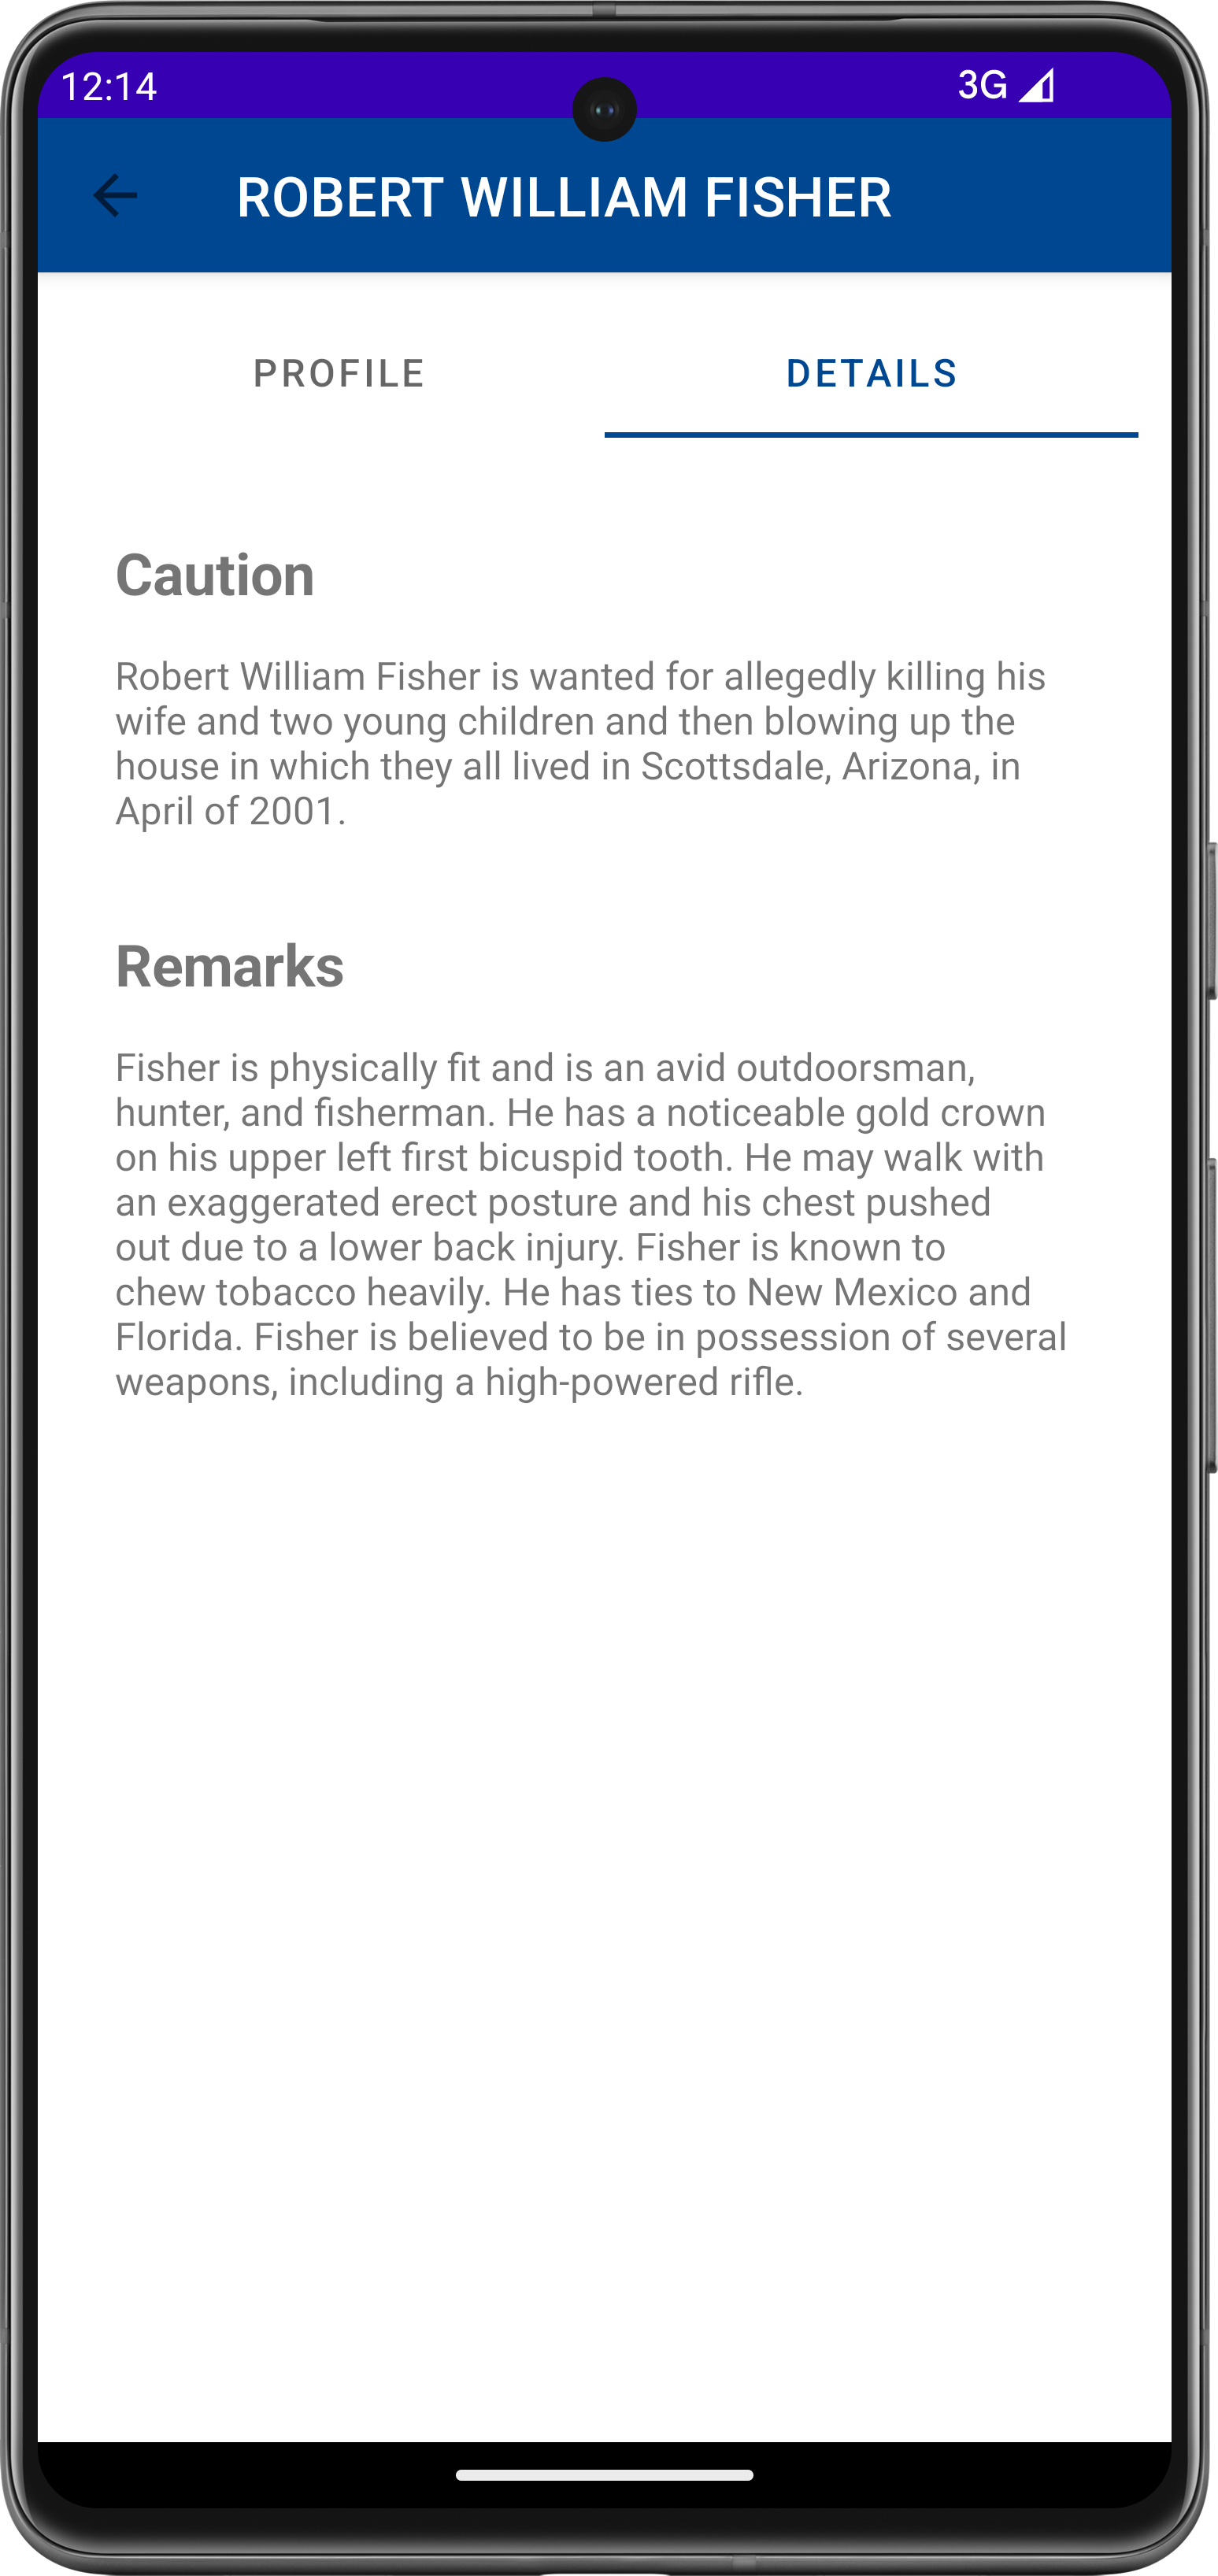 12:14
3G
ROBERT WILLIAM FISHER
PROFILE
DETAILS
Caution
Robert William Fisher is wanted for allegedly killing his
wife and two young children and then blowing up the
house in which they all lived in Scottsdale, Arizona, in
April of 2001.
Remarks
Fisher is physically fit and is an avid outdoorsman,
hunter, and fisherman. He has a noticeable gold crown
on his upper left first bicuspid tooth. He may walk with
an exaggerated erect posture and his chest pushed
out due to a lower back injury. Fisher is known to
chew tobacco heavily. He has ties to New Mexico and
Florida. Fisher is believed to be in possession of several
weapons, including a high-powered rifle.